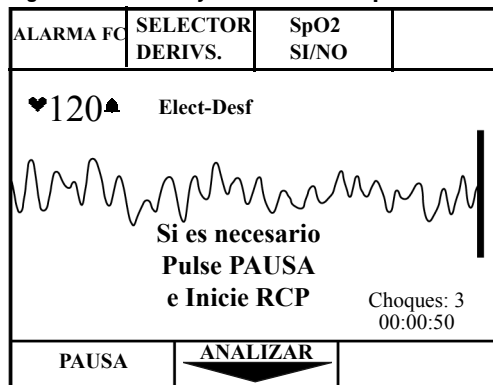 ALARMA FC
SELECTOR
DERIVS.
SpO2
SI/NO
120
Elect-Desf
Si es necesario
Pulse PAUSA
e Inicie RCP
Choques: 3
00:00:50
PAUSA
ANALIZAR